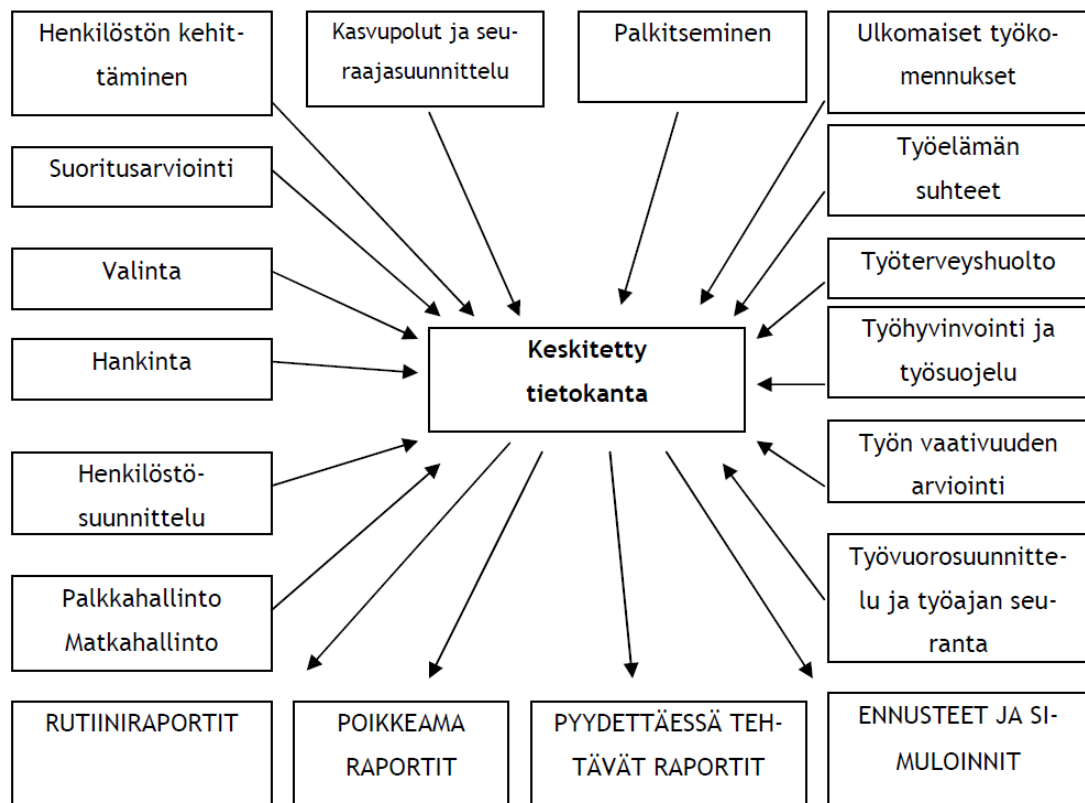 Henkilöstön kehit-
täminen
Kasvupolut ja seu-
raajasuunnittelu
Palkitseminen
Ulkomaiset työko-
mennukset
Suoritusarviointi
Työelämän
suhteet
Valinta
Työterveyshuolto
Hankinta
Keskitetty
tietokanta
Työhyvinvointi ja
työsuojelu
Henkilöstö-
suunnittelu
Työn vaativuuden
arviointi
Palkkahallinto
Matkahallinto
Työvuorosuunnitte-
lu ja työajan seu-
ranta
RUTIINIRAPORTIT
POIKKEAMA
RAPORTIT
PYYDETTÄESSÄ TEH-
TÄVÄT RAPORTIT
ENNUSTEET JA SI-
MULOINNIT